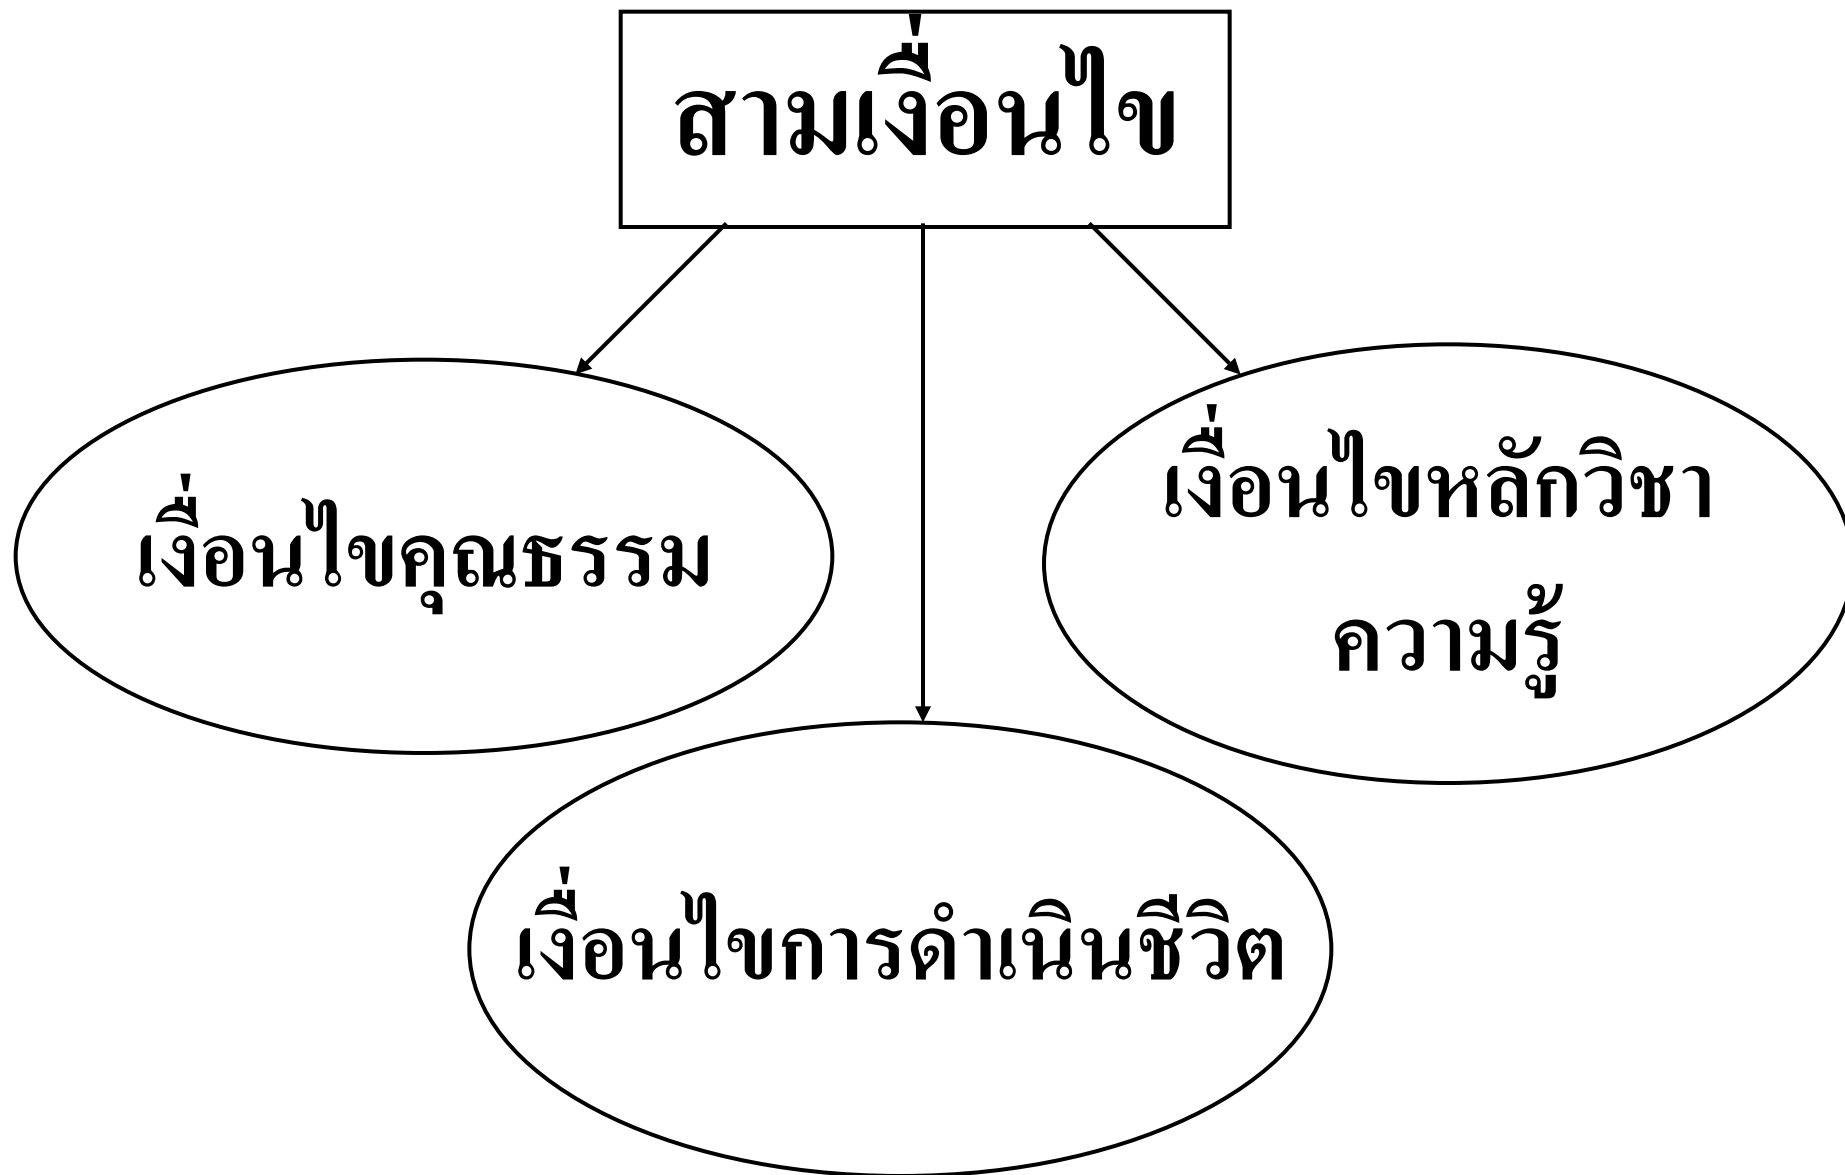 สามเงื่อนไข
เงื่อนไขคุณธรรม
เงื่อนไขหลักวิชา
ความรู้
เงื่อนไขการดำเนินชีวิต